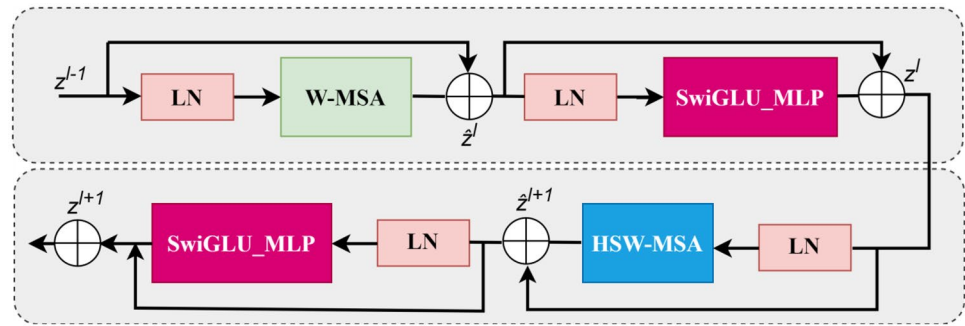 z^{l-1}
LN
W-MSA
ẑ^{l}
LN
SwiGLU_MLP
z^{l}
z^{l+1}
SwiGLU_MLP
LN
ẑ^{l+1}
HSW-MSA
LN